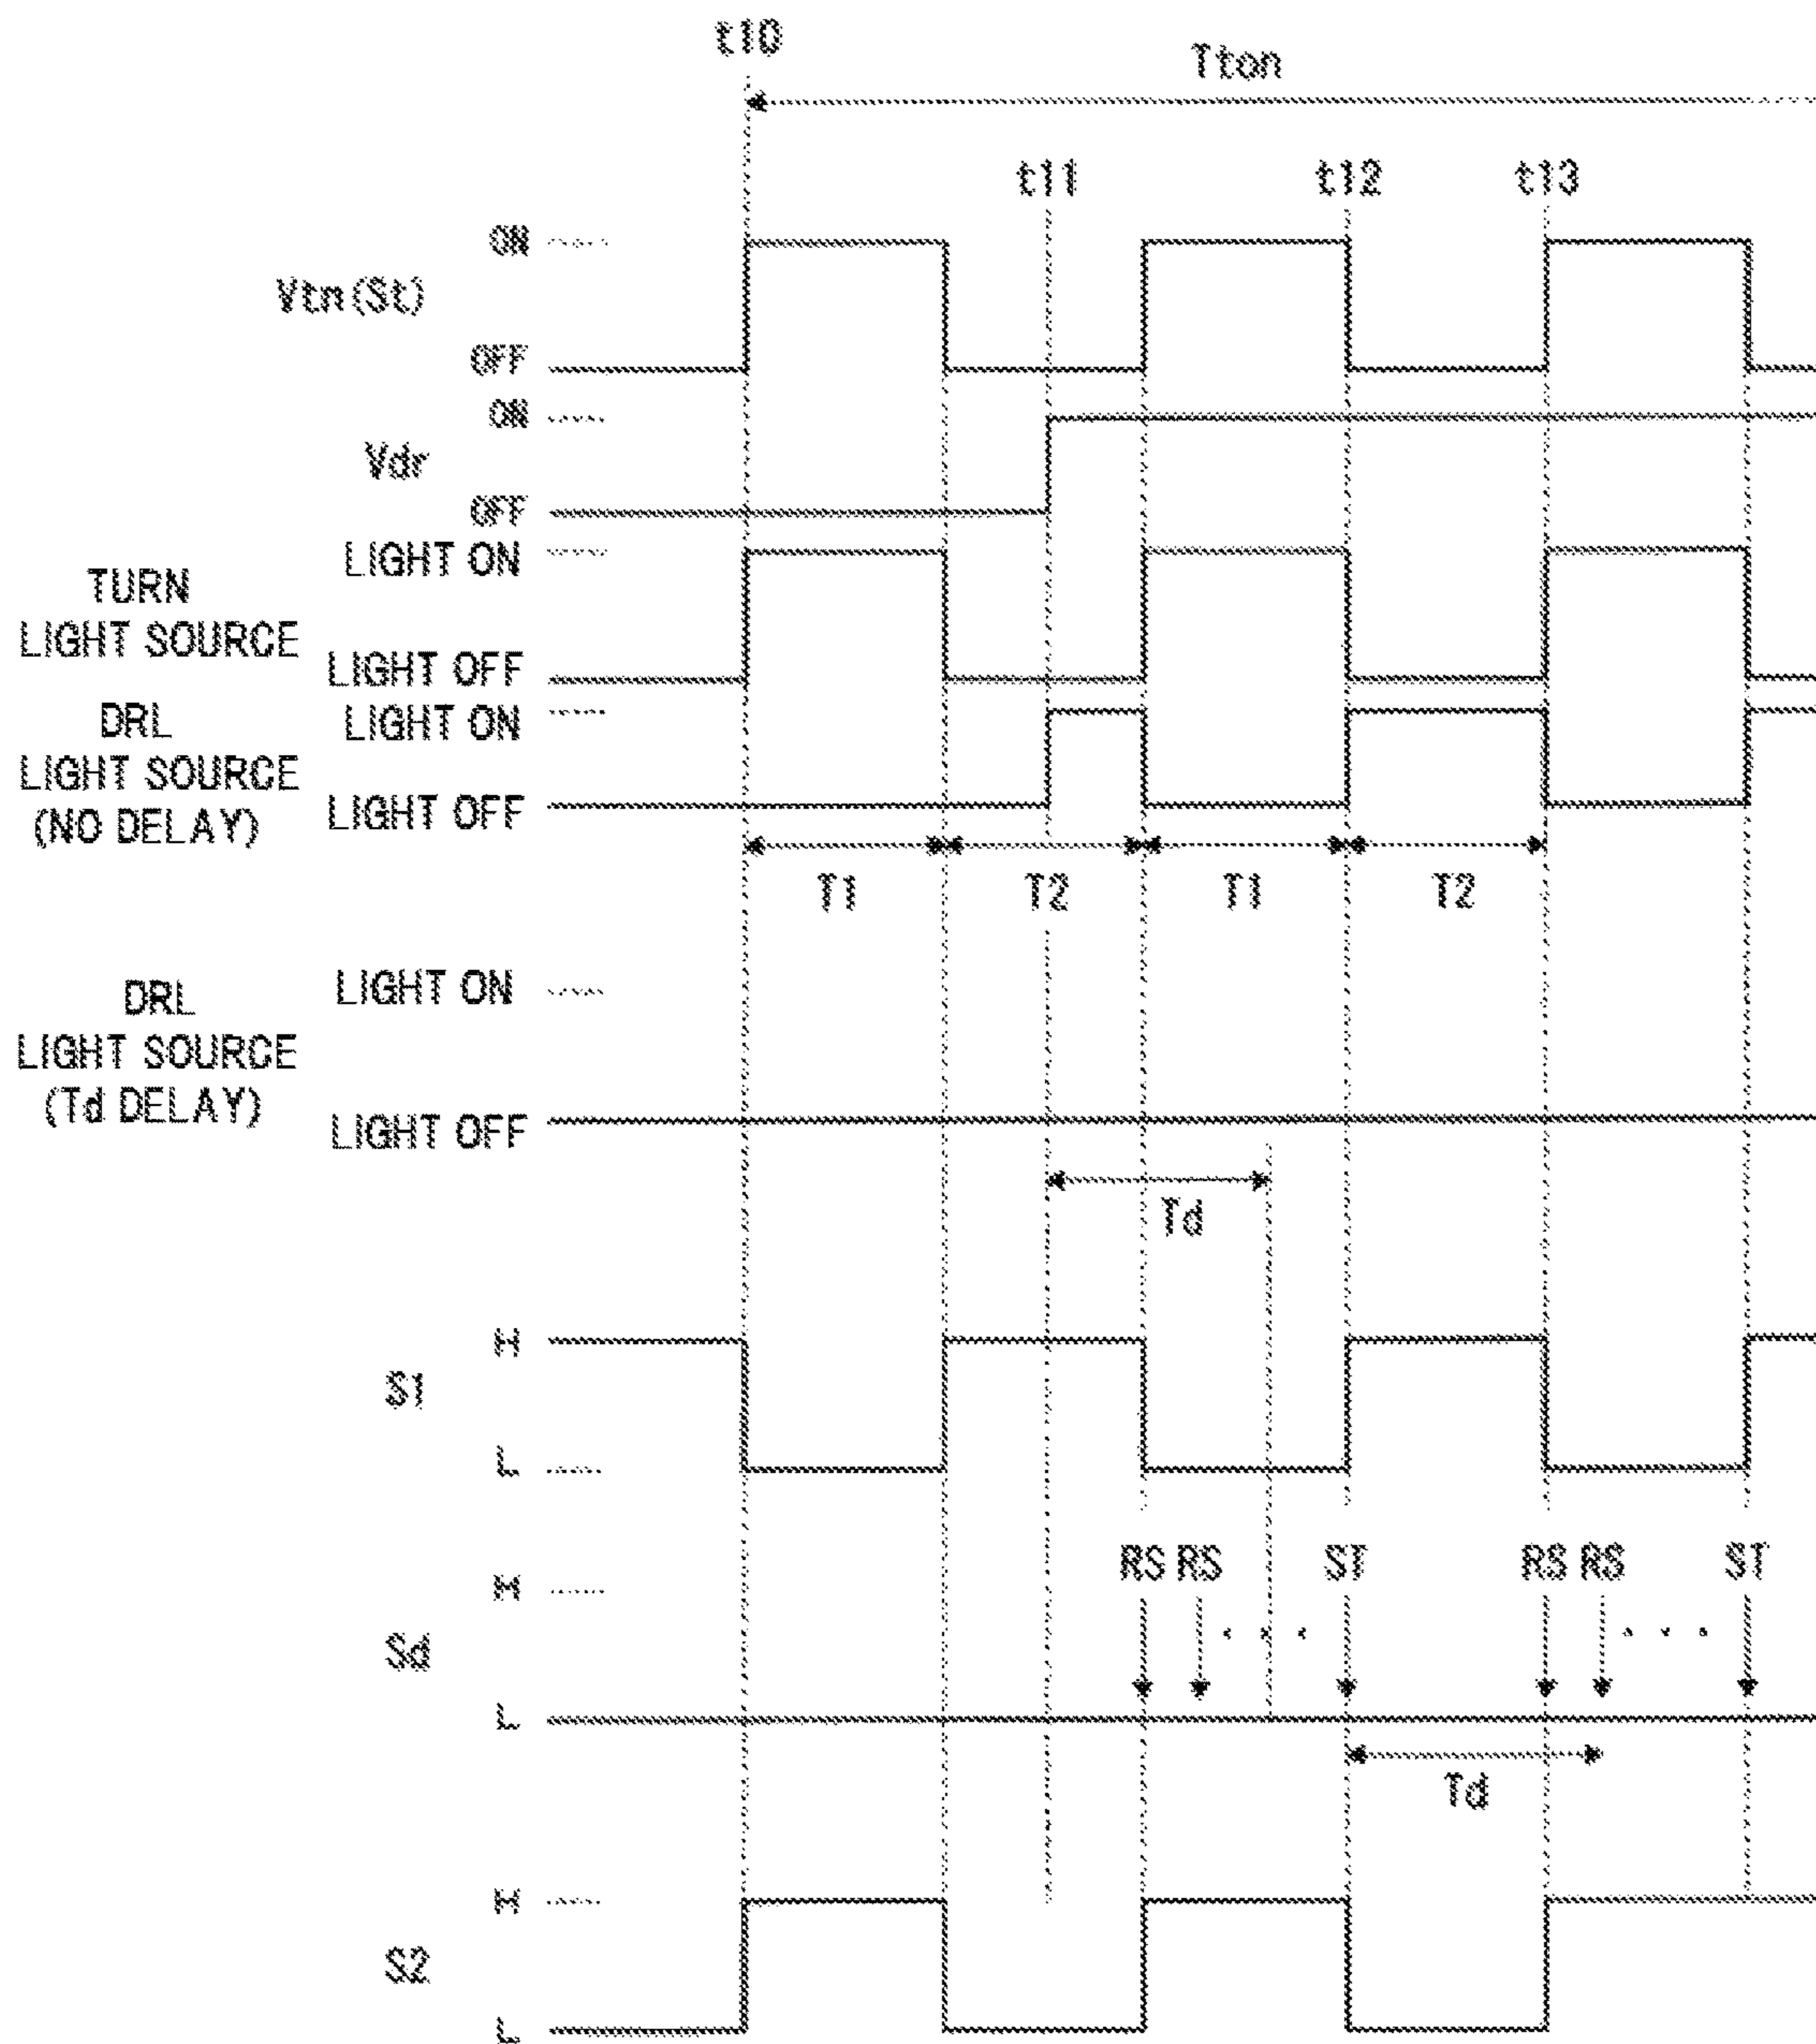 t10
Tton
t11
t12
t13
ON
Vtn(St)
OFF
ON
Vdr
OFF
LIGHT ON
TURN
LIGHT SOURCE
LIGHT OFF
LIGHT ON
DRL
LIGHT SOURCE
(NO DELAY)
LIGHT OFF
T1
T2
T1
T2
LIGHT ON
DRL
LIGHT SOURCE
(Td DELAY)
LIGHT OFF
Td
H
S1
L
RS RS ST RS RS ST
H
. . . . . .
Sd
L
Td
H
S2
L